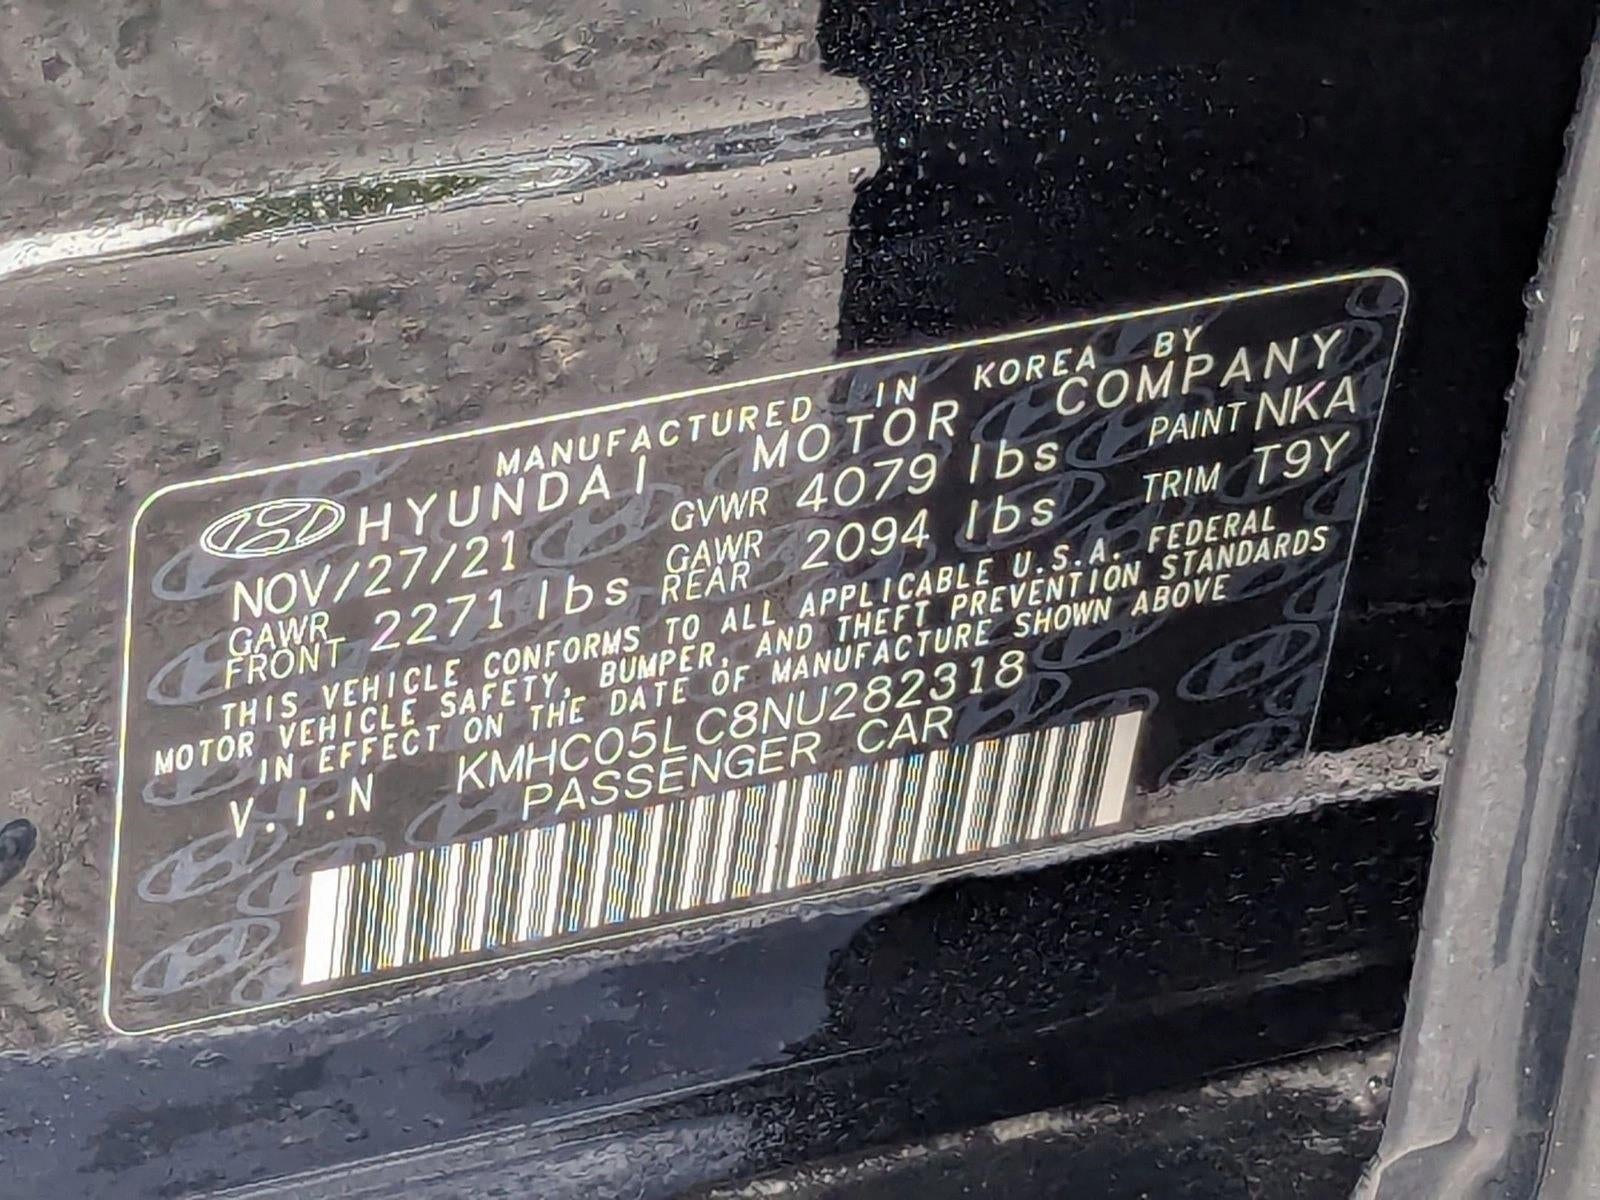 MANUFACTURED IN KOREA BY
HYUNDAI MOTOR COMPANY
NOV/27/21 GVWR 4079 lbs PAINT NKA
GAWR FRONT 2271 lbs GAWR REAR 2094 lbs TRIM T9Y
THIS VEHICLE CONFORMS TO ALL APPLICABLE U.S.A. FEDERAL
MOTOR VEHICLE SAFETY, BUMPER, AND THEFT PREVENTION STANDARDS
IN EFFECT ON THE DATE OF MANUFACTURE SHOWN ABOVE
V.I.N KMHC05LC8NU282318
PASSENGER CAR